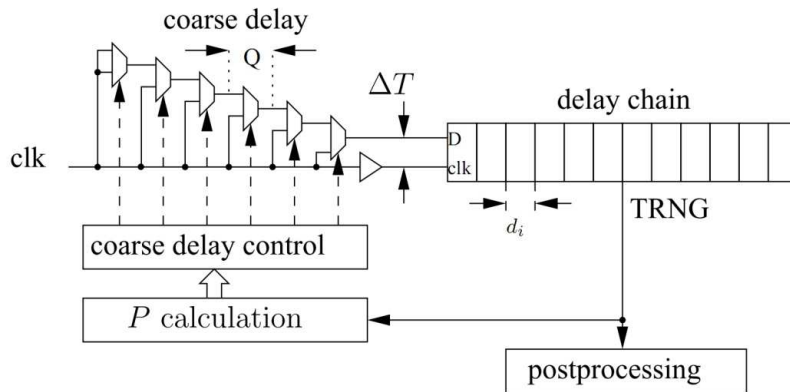 coarse delay
Q
ΔT
delay chain
clk
D
clk
TRNG
d_i
coarse delay control
P calculation
postprocessing